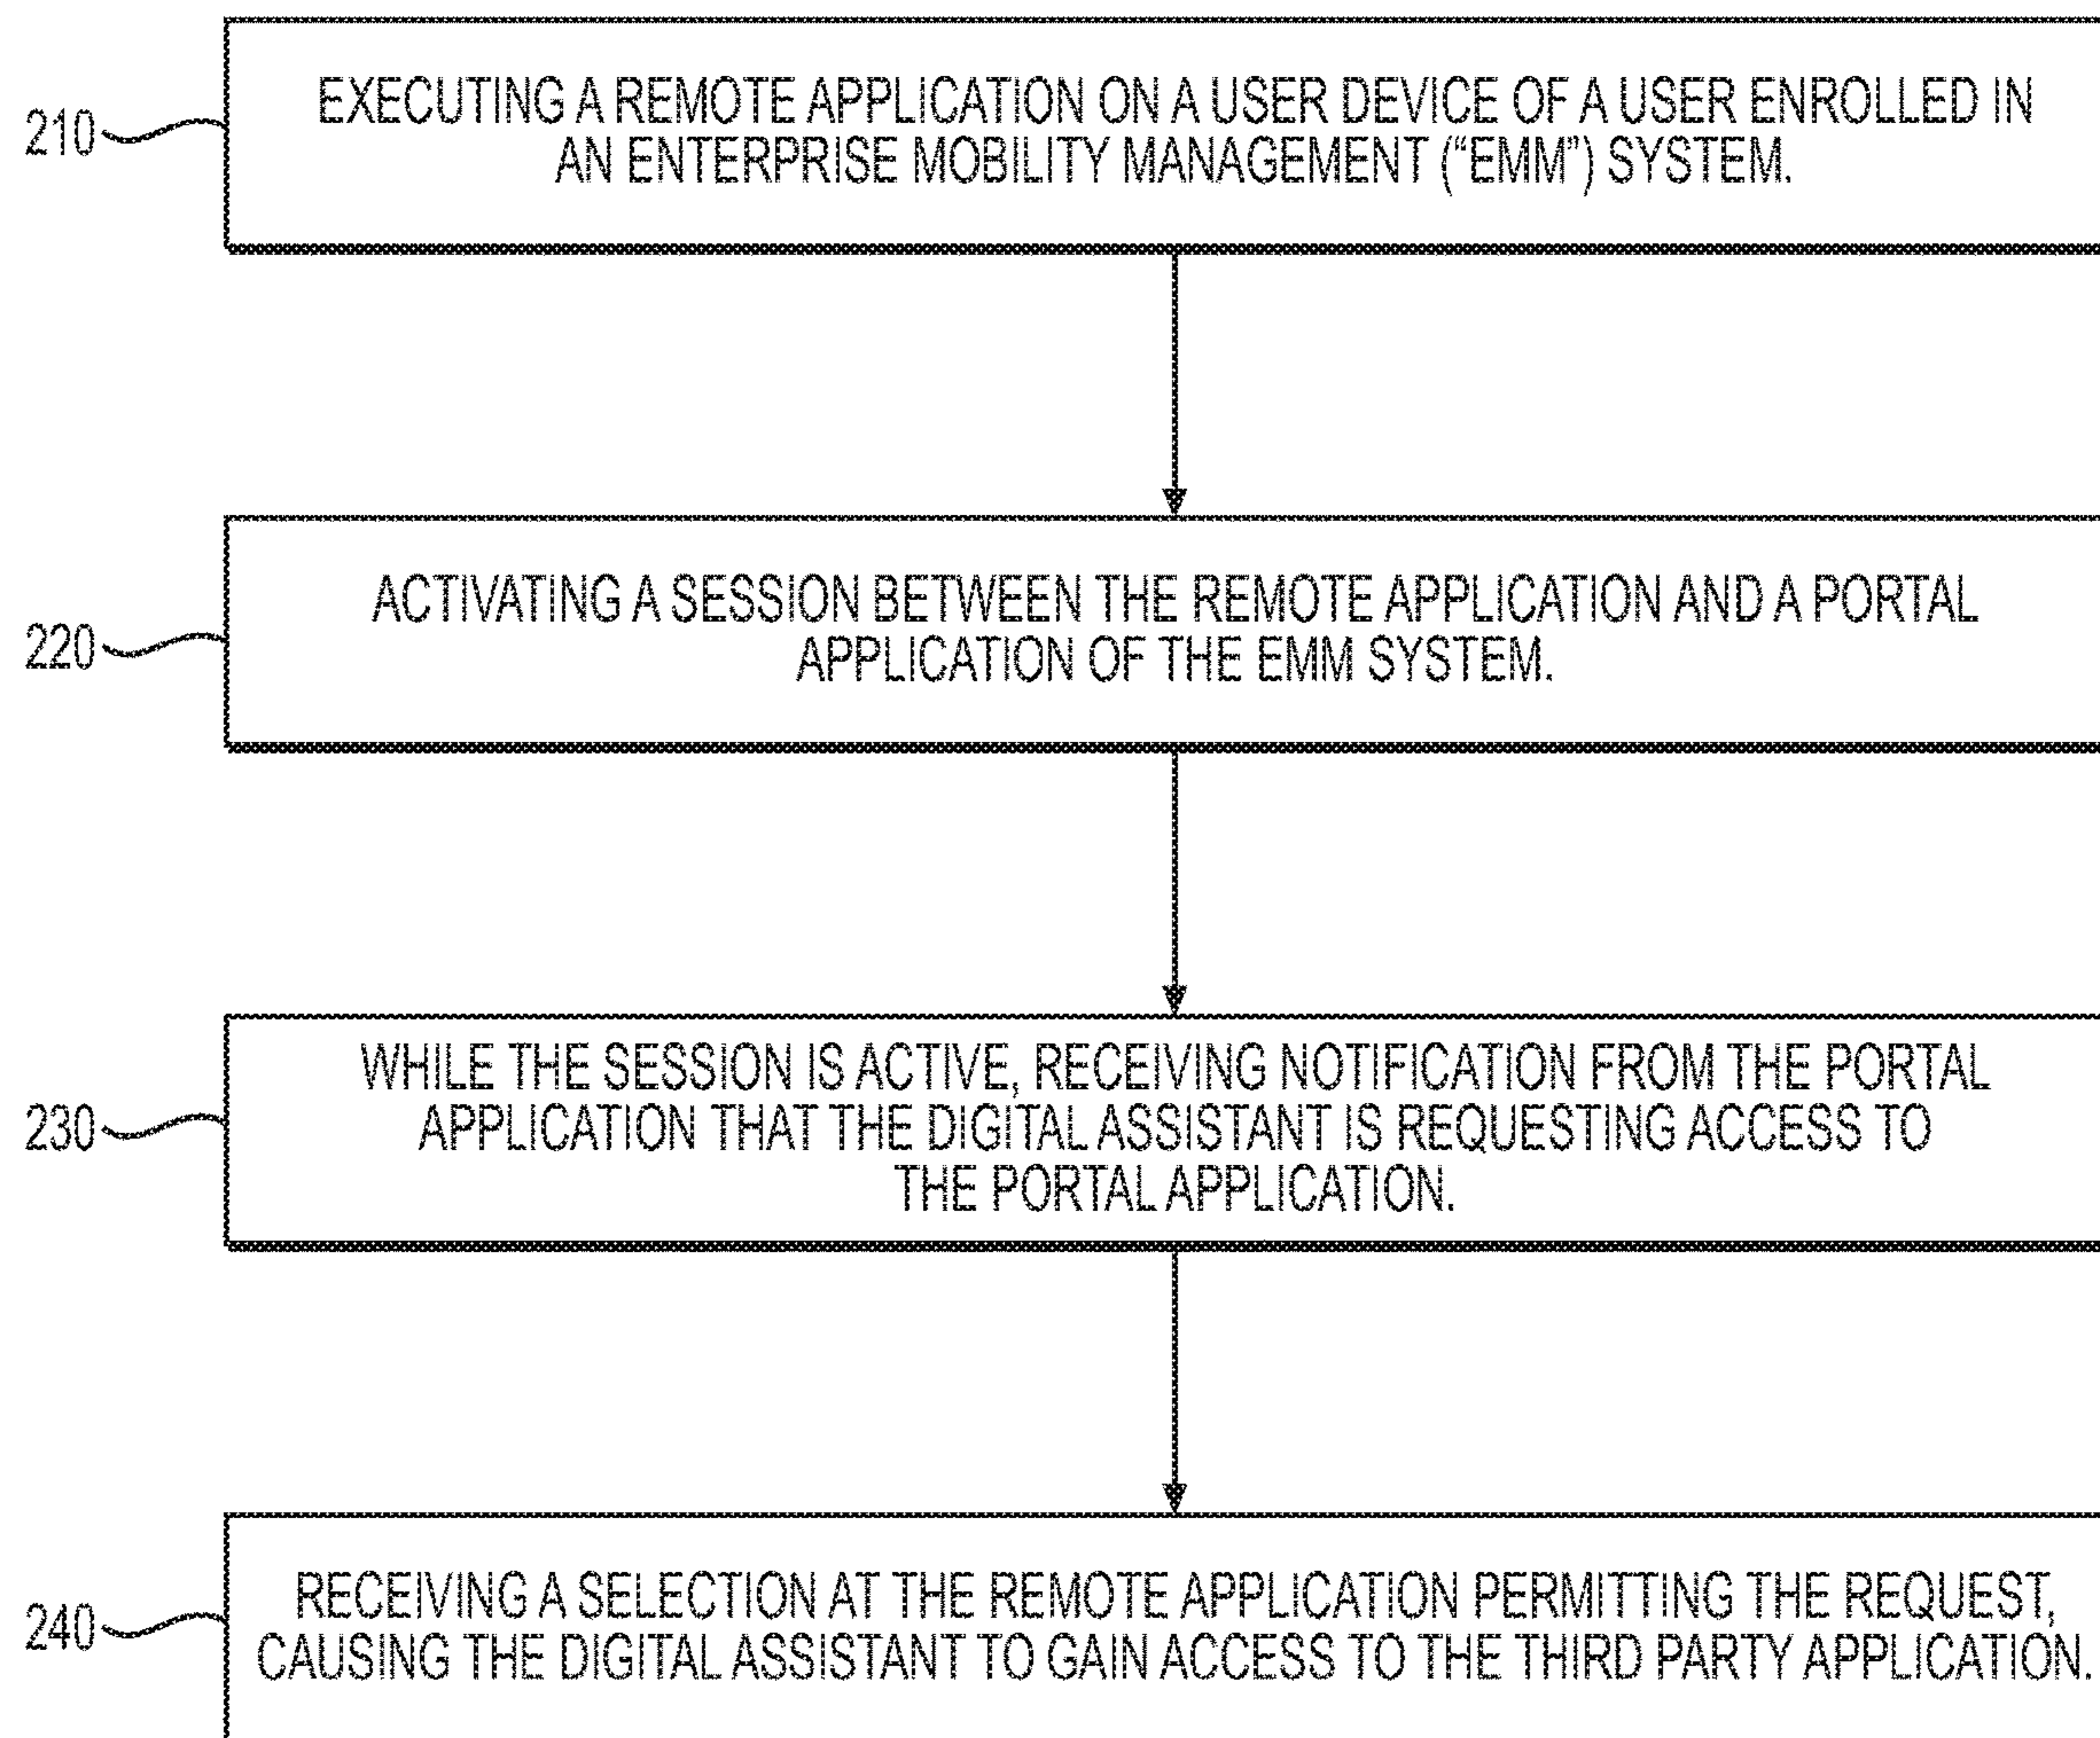 210
EXECUTING A REMOTE APPLICATION ON A USER DEVICE OF A USER ENROLLED IN
AN ENTERPRISE MOBILITY MANAGEMENT (“EMM”) SYSTEM.
220
ACTIVATING A SESSION BETWEEN THE REMOTE APPLICATION AND A PORTAL
APPLICATION OF THE EMM SYSTEM.
230
WHILE THE SESSION IS ACTIVE, RECEIVING NOTIFICATION FROM THE PORTAL
APPLICATION THAT THE DIGITAL ASSISTANT IS REQUESTING ACCESS TO
THE PORTAL APPLICATION.
240
RECEIVING A SELECTION AT THE REMOTE APPLICATION PERMITTING THE REQUEST,
CAUSING THE DIGITAL ASSISTANT TO GAIN ACCESS TO THE THIRD PARTY APPLICATION.